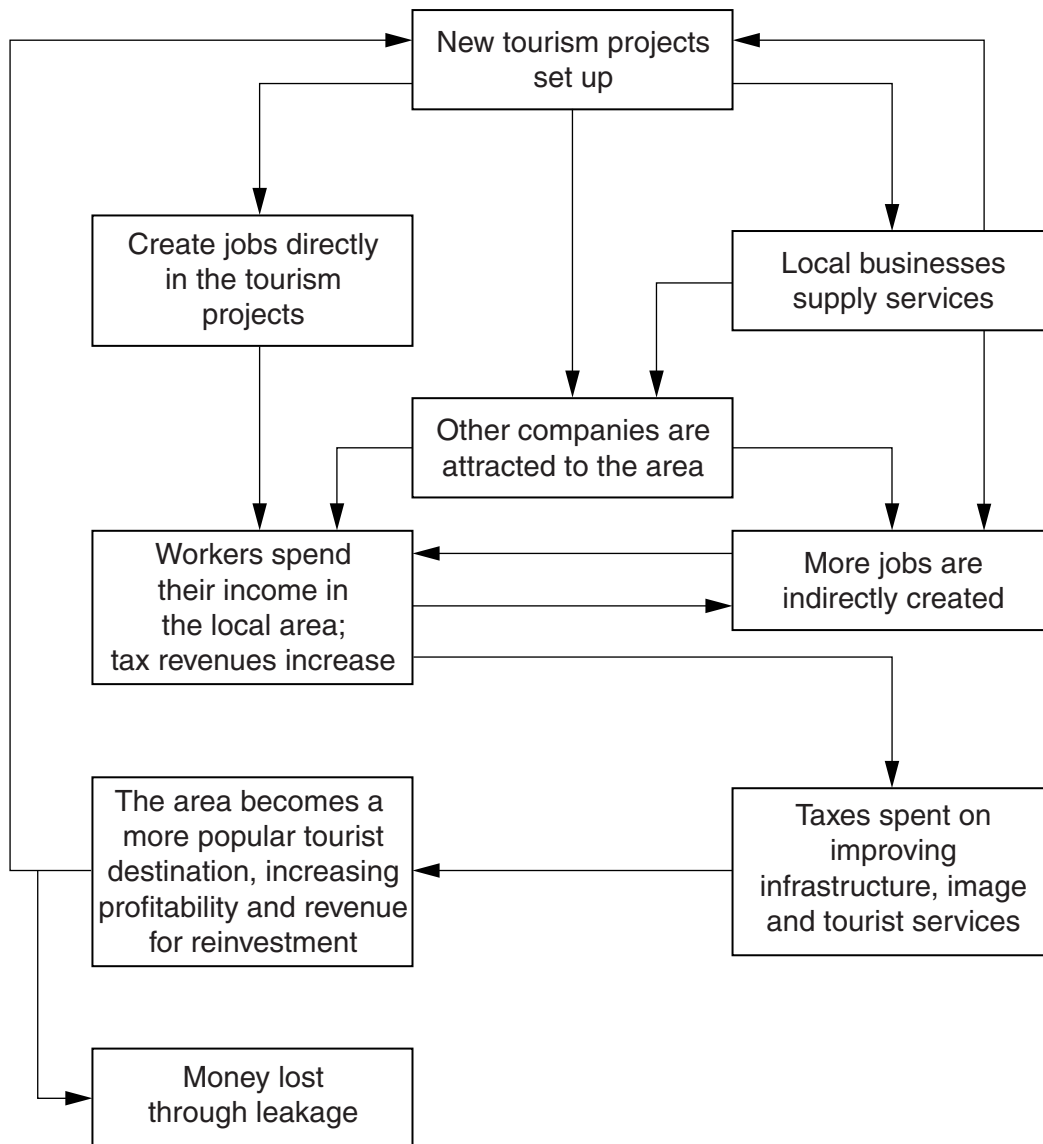 New tourism projects
set up
Create jobs directly
in the tourism
projects
Local businesses
supply services
Other companies are
attracted to the area
Workers spend
their income in
the local area;
tax revenues increase
More jobs are
indirectly created
The area becomes a
more popular tourist
destination, increasing
profitability and revenue
for reinvestment
Taxes spent on
improving
infrastructure, image
and tourist services
Money lost
through leakage